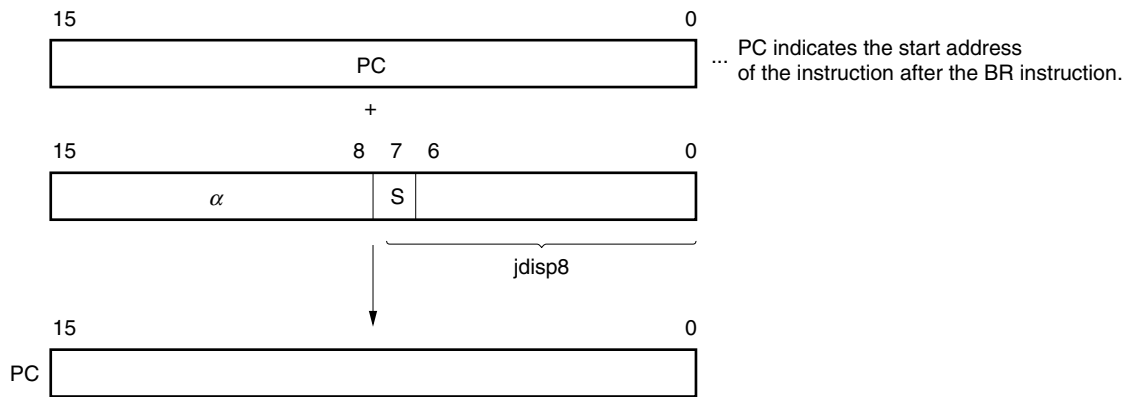 15 0
PC
... PC indicates the start address
of the instruction after the BR instruction.
+
15 8 7 6 0
α S
jdisp8
15 0
PC